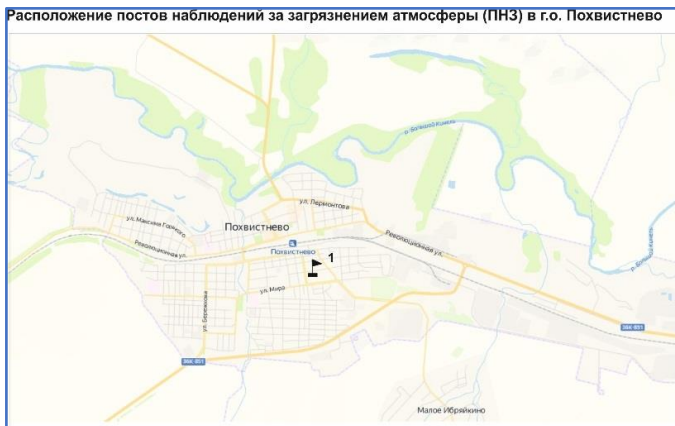 Расположение постов наблюдений за загрязнением атмосферы (ПНЗ) в г.о. Похвистнево
р. Большой Кинель
ул. Лермонтова
ул. Максима Горького
Похвистнево
Революционная ул.
Революционная ул.
Похвистнево
1
р. Большой Кинель
ул. Мира
ул. Бережкова
36К-851
36К-851
Малое Ибряйкино